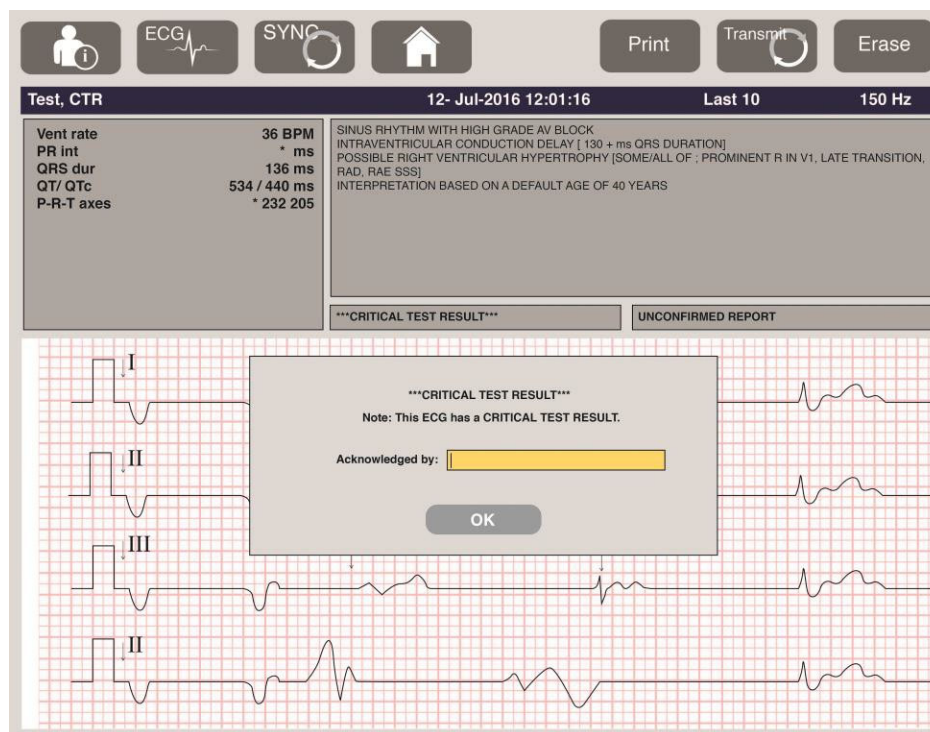 ECG
SYNC
Print
Transmit
Erase
Test, CTR 12- Jul-2016 12:01:16 Last 10 150 Hz
Vent rate 36 BPM
PR int * ms
QRS dur 136 ms
QT/ QTc 534 / 440 ms
P-R-T axes * 232 205
SINUS RHYTHM WITH HIGH GRADE AV BLOCK
INTRAVENTRICULAR CONDUCTION DELAY [ 130 + ms QRS DURATION]
POSSIBLE RIGHT VENTRICULAR HYPERTROPHY [SOME/ALL OF ; PROMINENT R IN V1, LATE TRANSITION,
RAD, RAE SSS]
INTERPRETATION BASED ON A DEFAULT AGE OF 40 YEARS
***CRITICAL TEST RESULT***
UNCONFIRMED REPORT
I
***CRITICAL TEST RESULT***
Note: This ECG has a CRITICAL TEST RESULT.
Acknowledged by:
OK
II
III
II